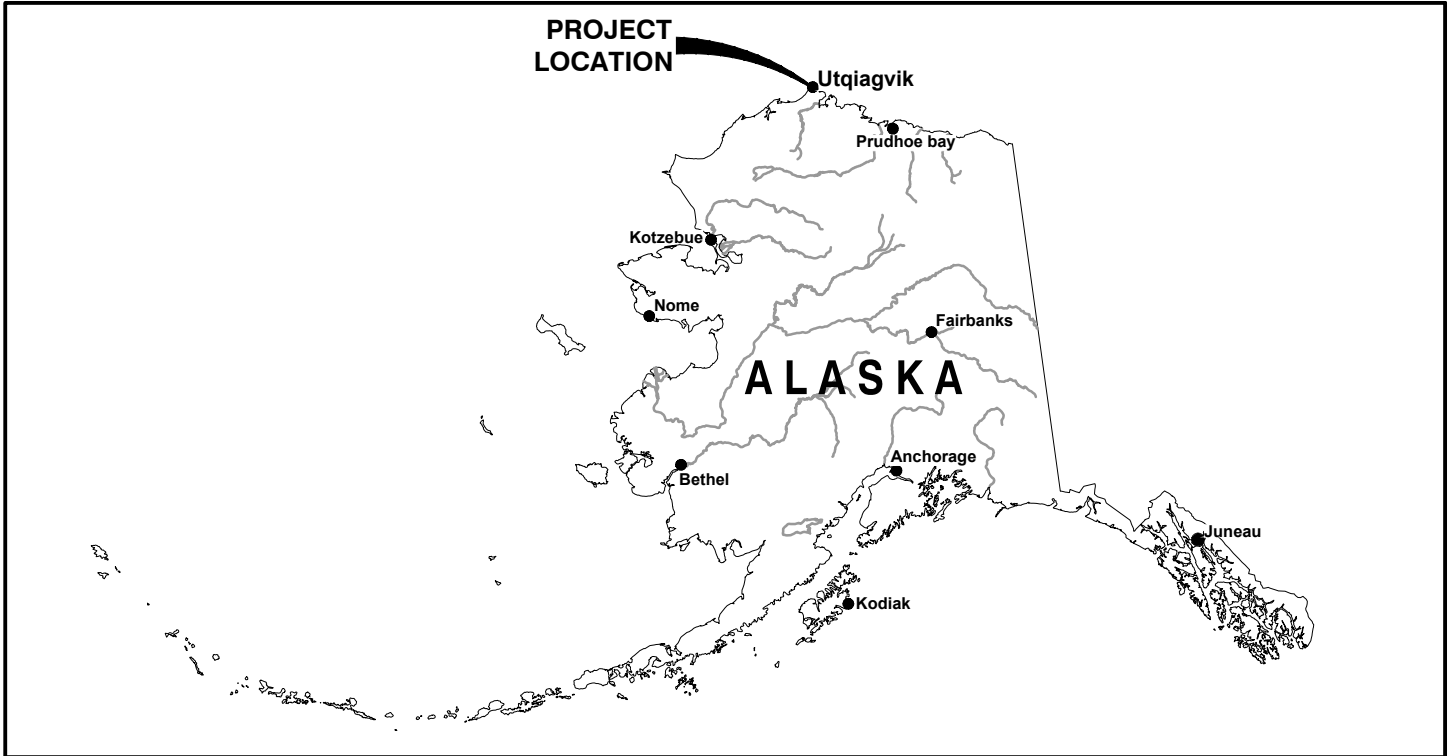 PROJECT
LOCATION
Utqiagvik
Prudhoe bay
Kotzebue
Nome
Fairbanks
ALASKA
Anchorage
Bethel
Juneau
Kodiak